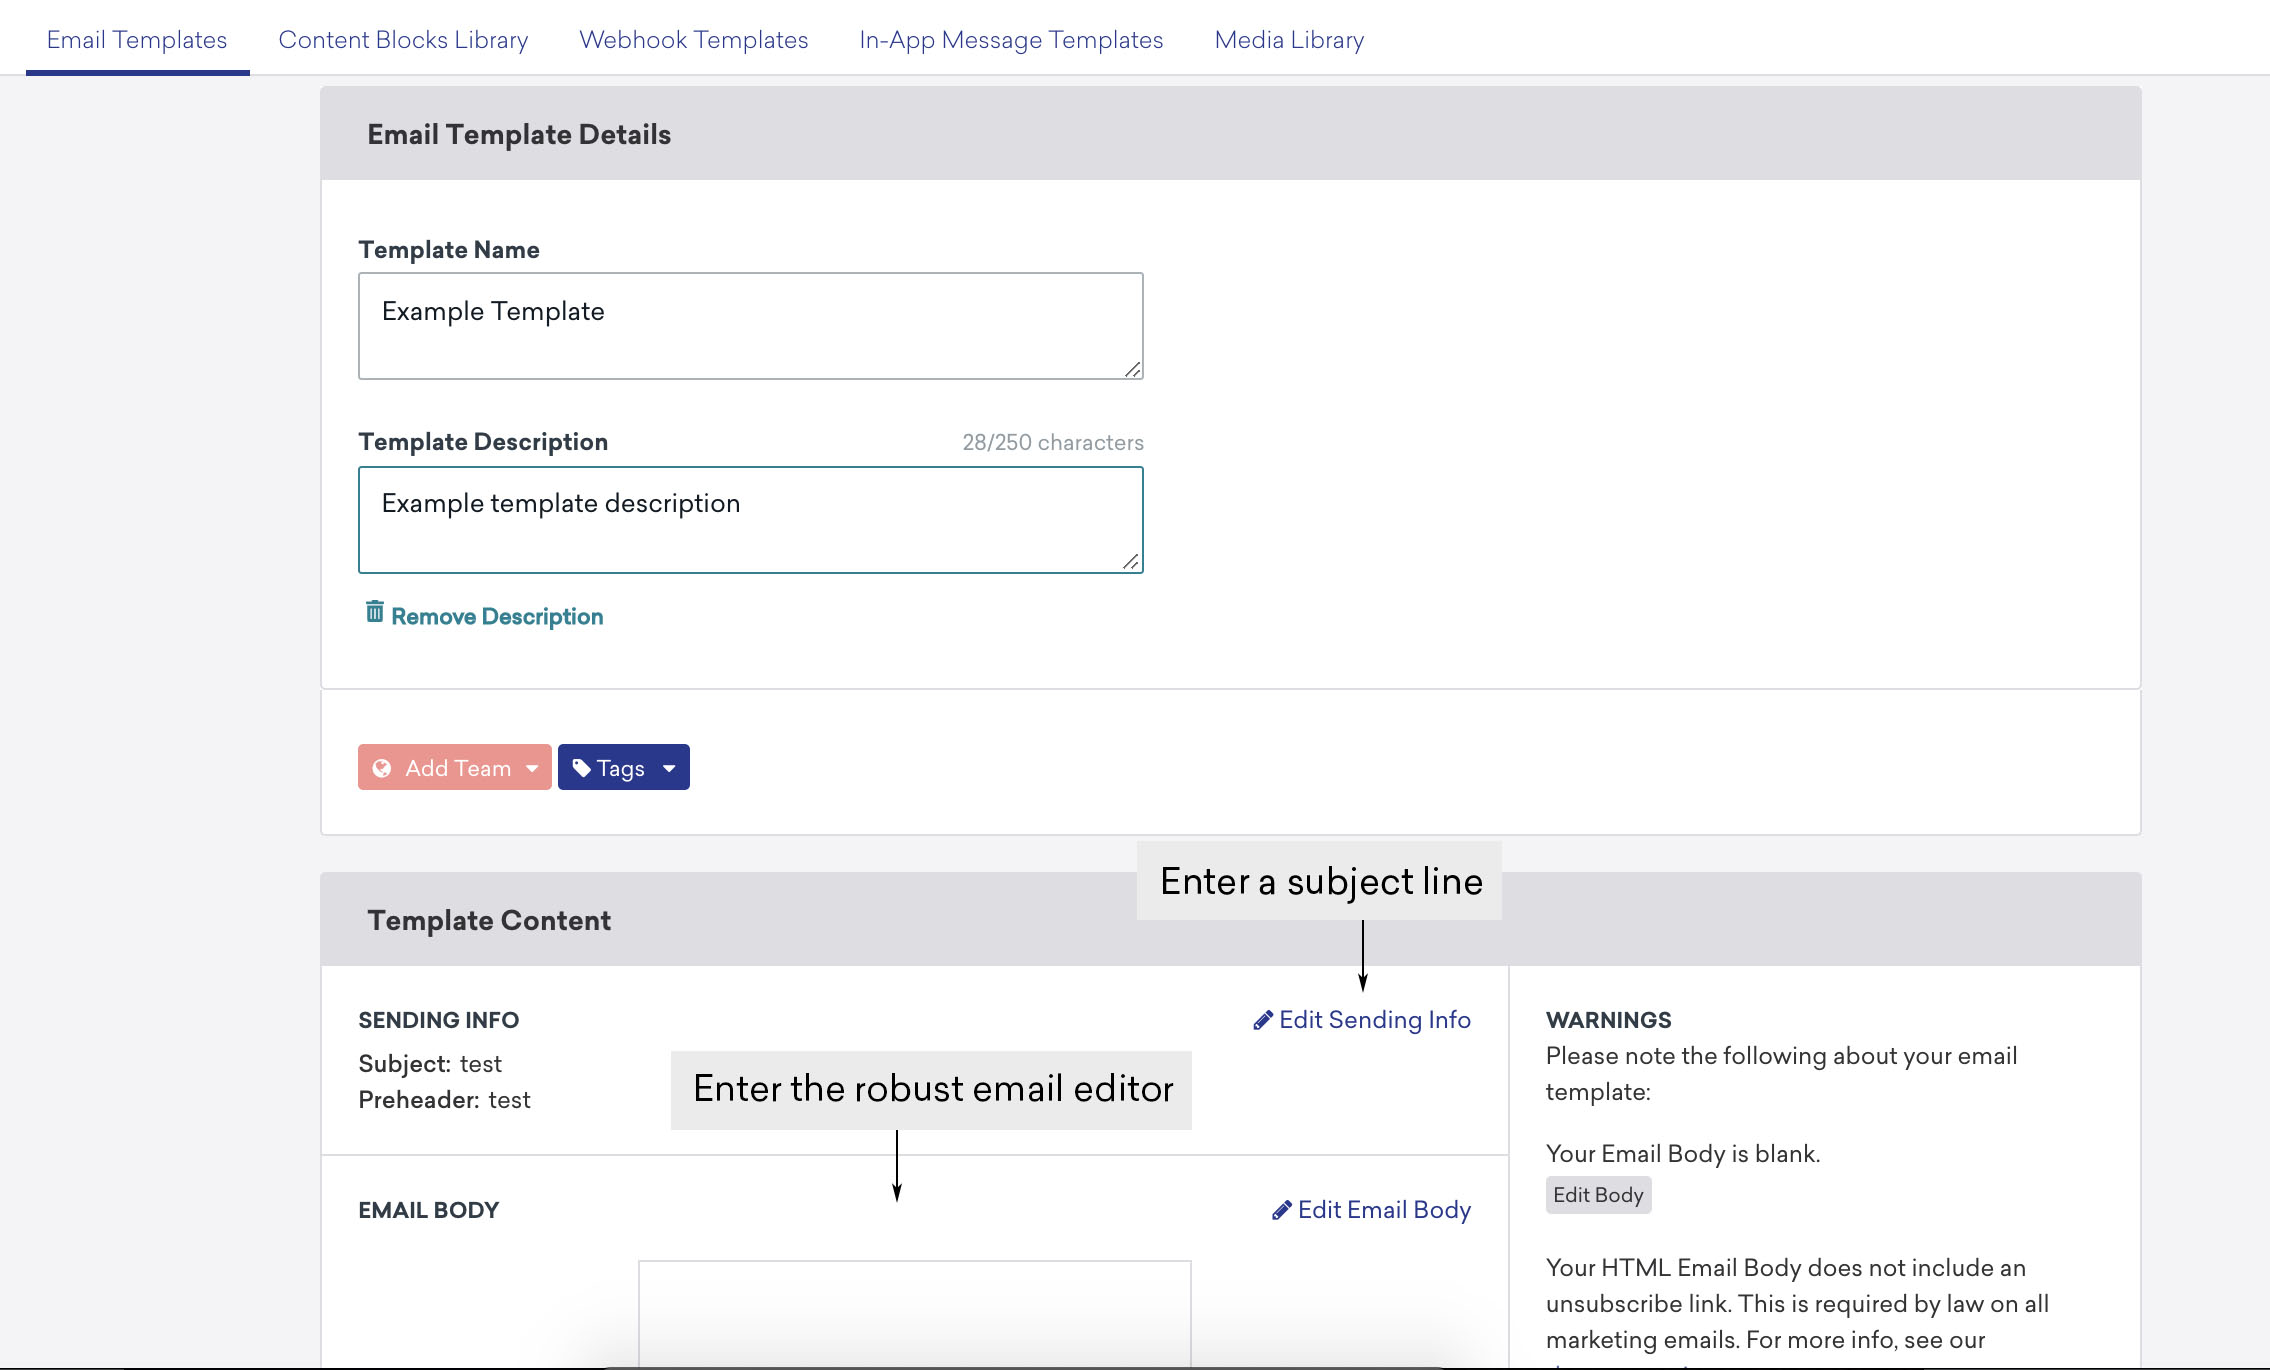 Email Templates Content Blocks Library Webhook Templates In-App Message Templates Media Library
Email Template Details
Template Name
Example Template
Template Description 28/250 characters
Example template description
Remove Description
Add Team Tags
Enter a subject line
Template Content
SENDING INFO Edit Sending Info
Subject: test
Preheader: test
Enter the robust email editor
EMAIL BODY Edit Email Body
WARNINGS
Please note the following about your email
template:
Your Email Body is blank.
Edit Body
Your HTML Email Body does not include an
unsubscribe link. This is required by law on all
marketing emails. For more info, see our